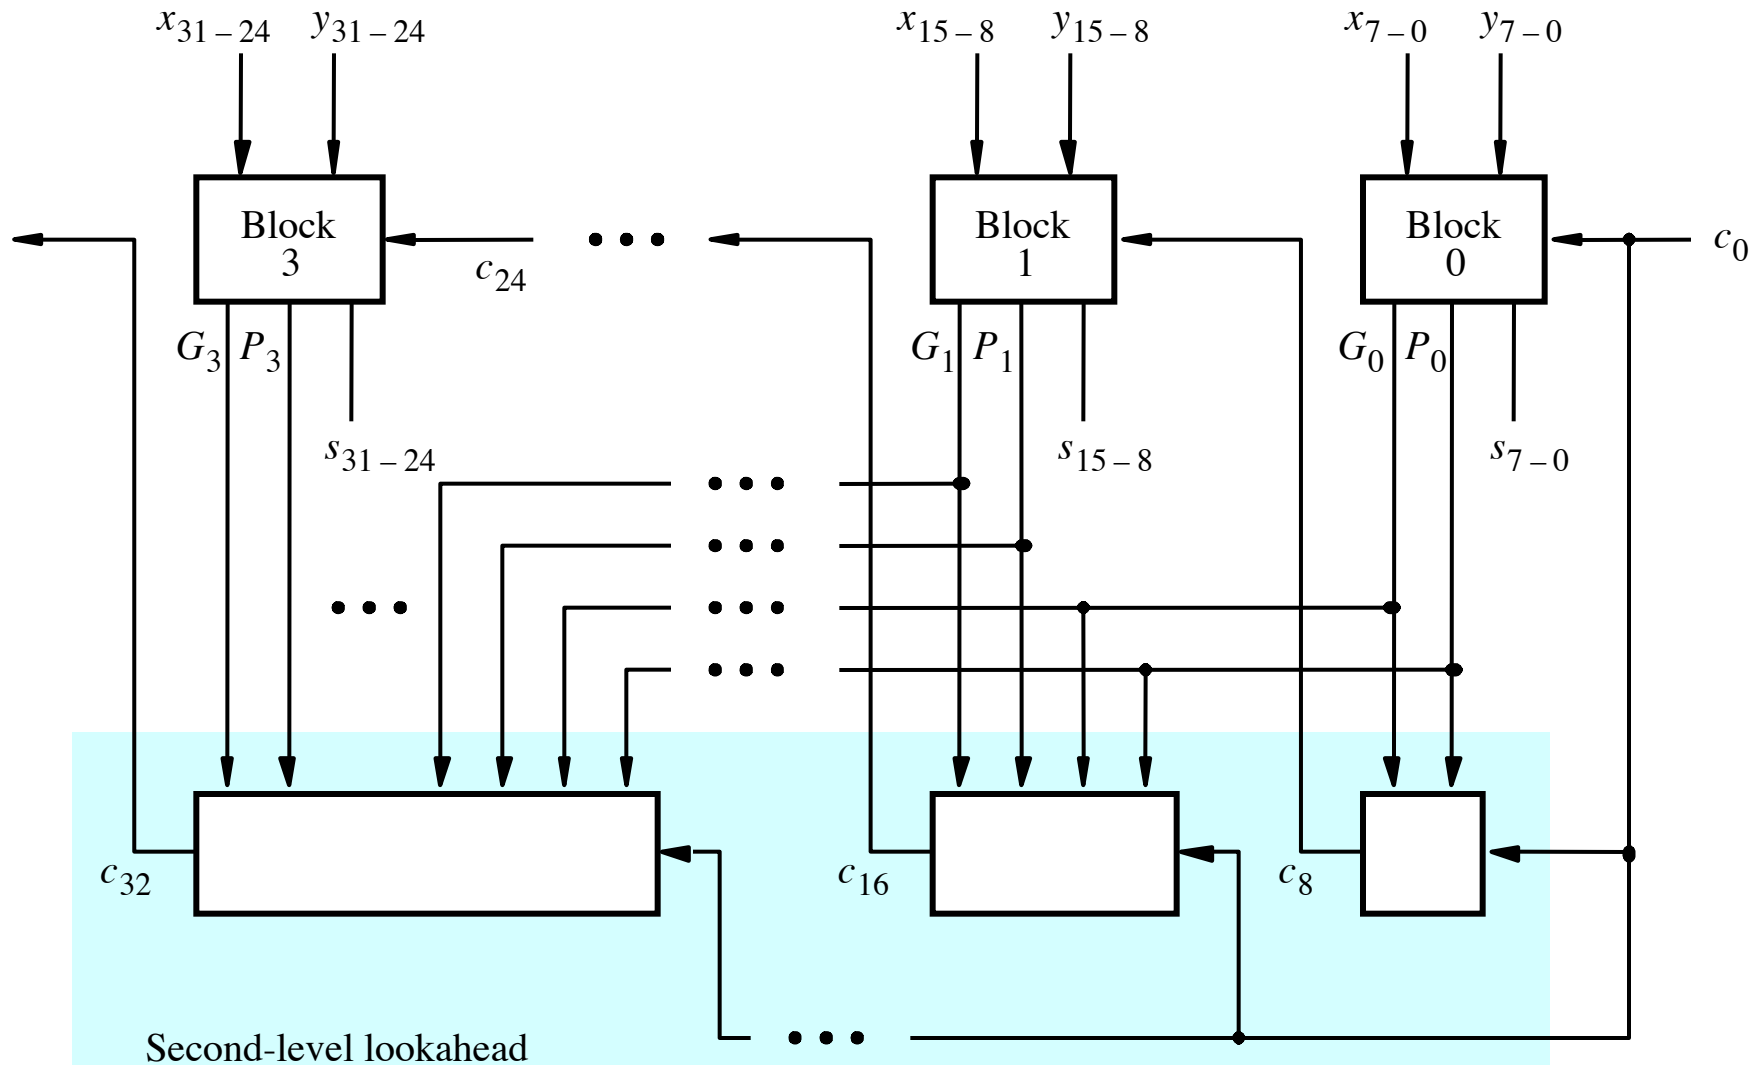 x31 – 24 y31 – 24 x15 – 8 y15 – 8 x7 – 0 y7 – 0
Block Block Block
3 1 0
c0
c24
G3 P3 G1 P1 G0 P0
s31 – 24 s15 – 8 s7 – 0
c32 c16 c8
Second-level lookahead